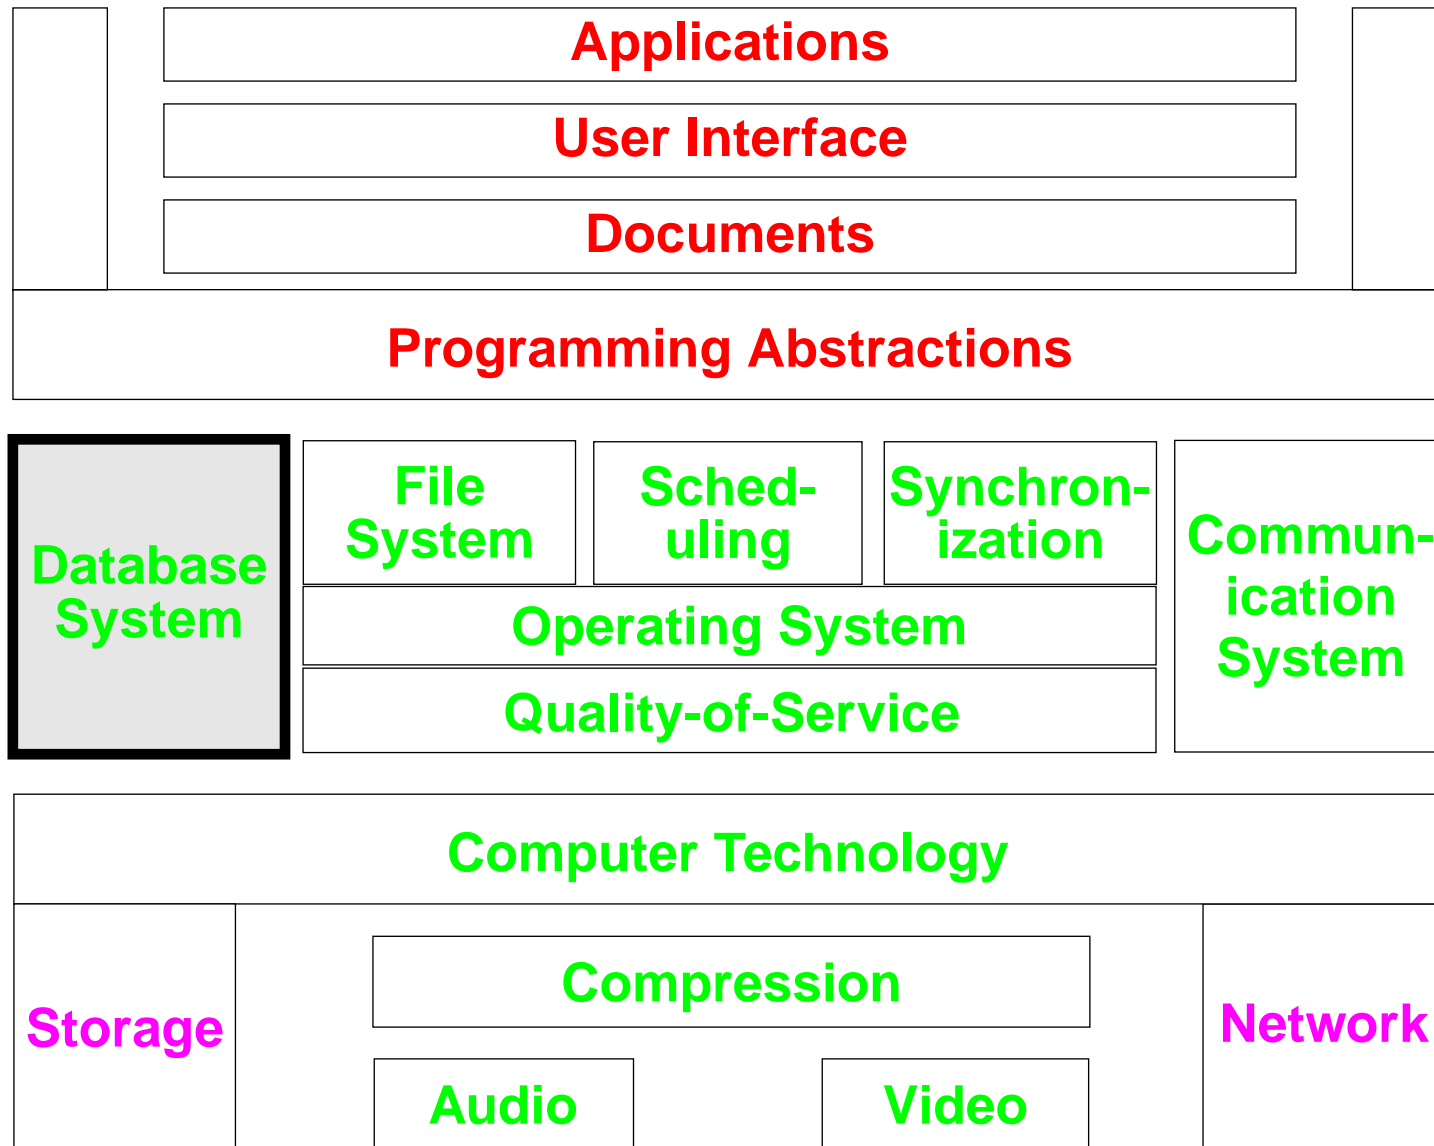 Applications
User Interface
Documents
Programming Abstractions
Database
System
File
System
Sched-
uling
Synchron-
ization
Operating System
Quality-of-Service
Commun-
ication
System
Computer Technology
Storage
Compression
Audio
Video
Network